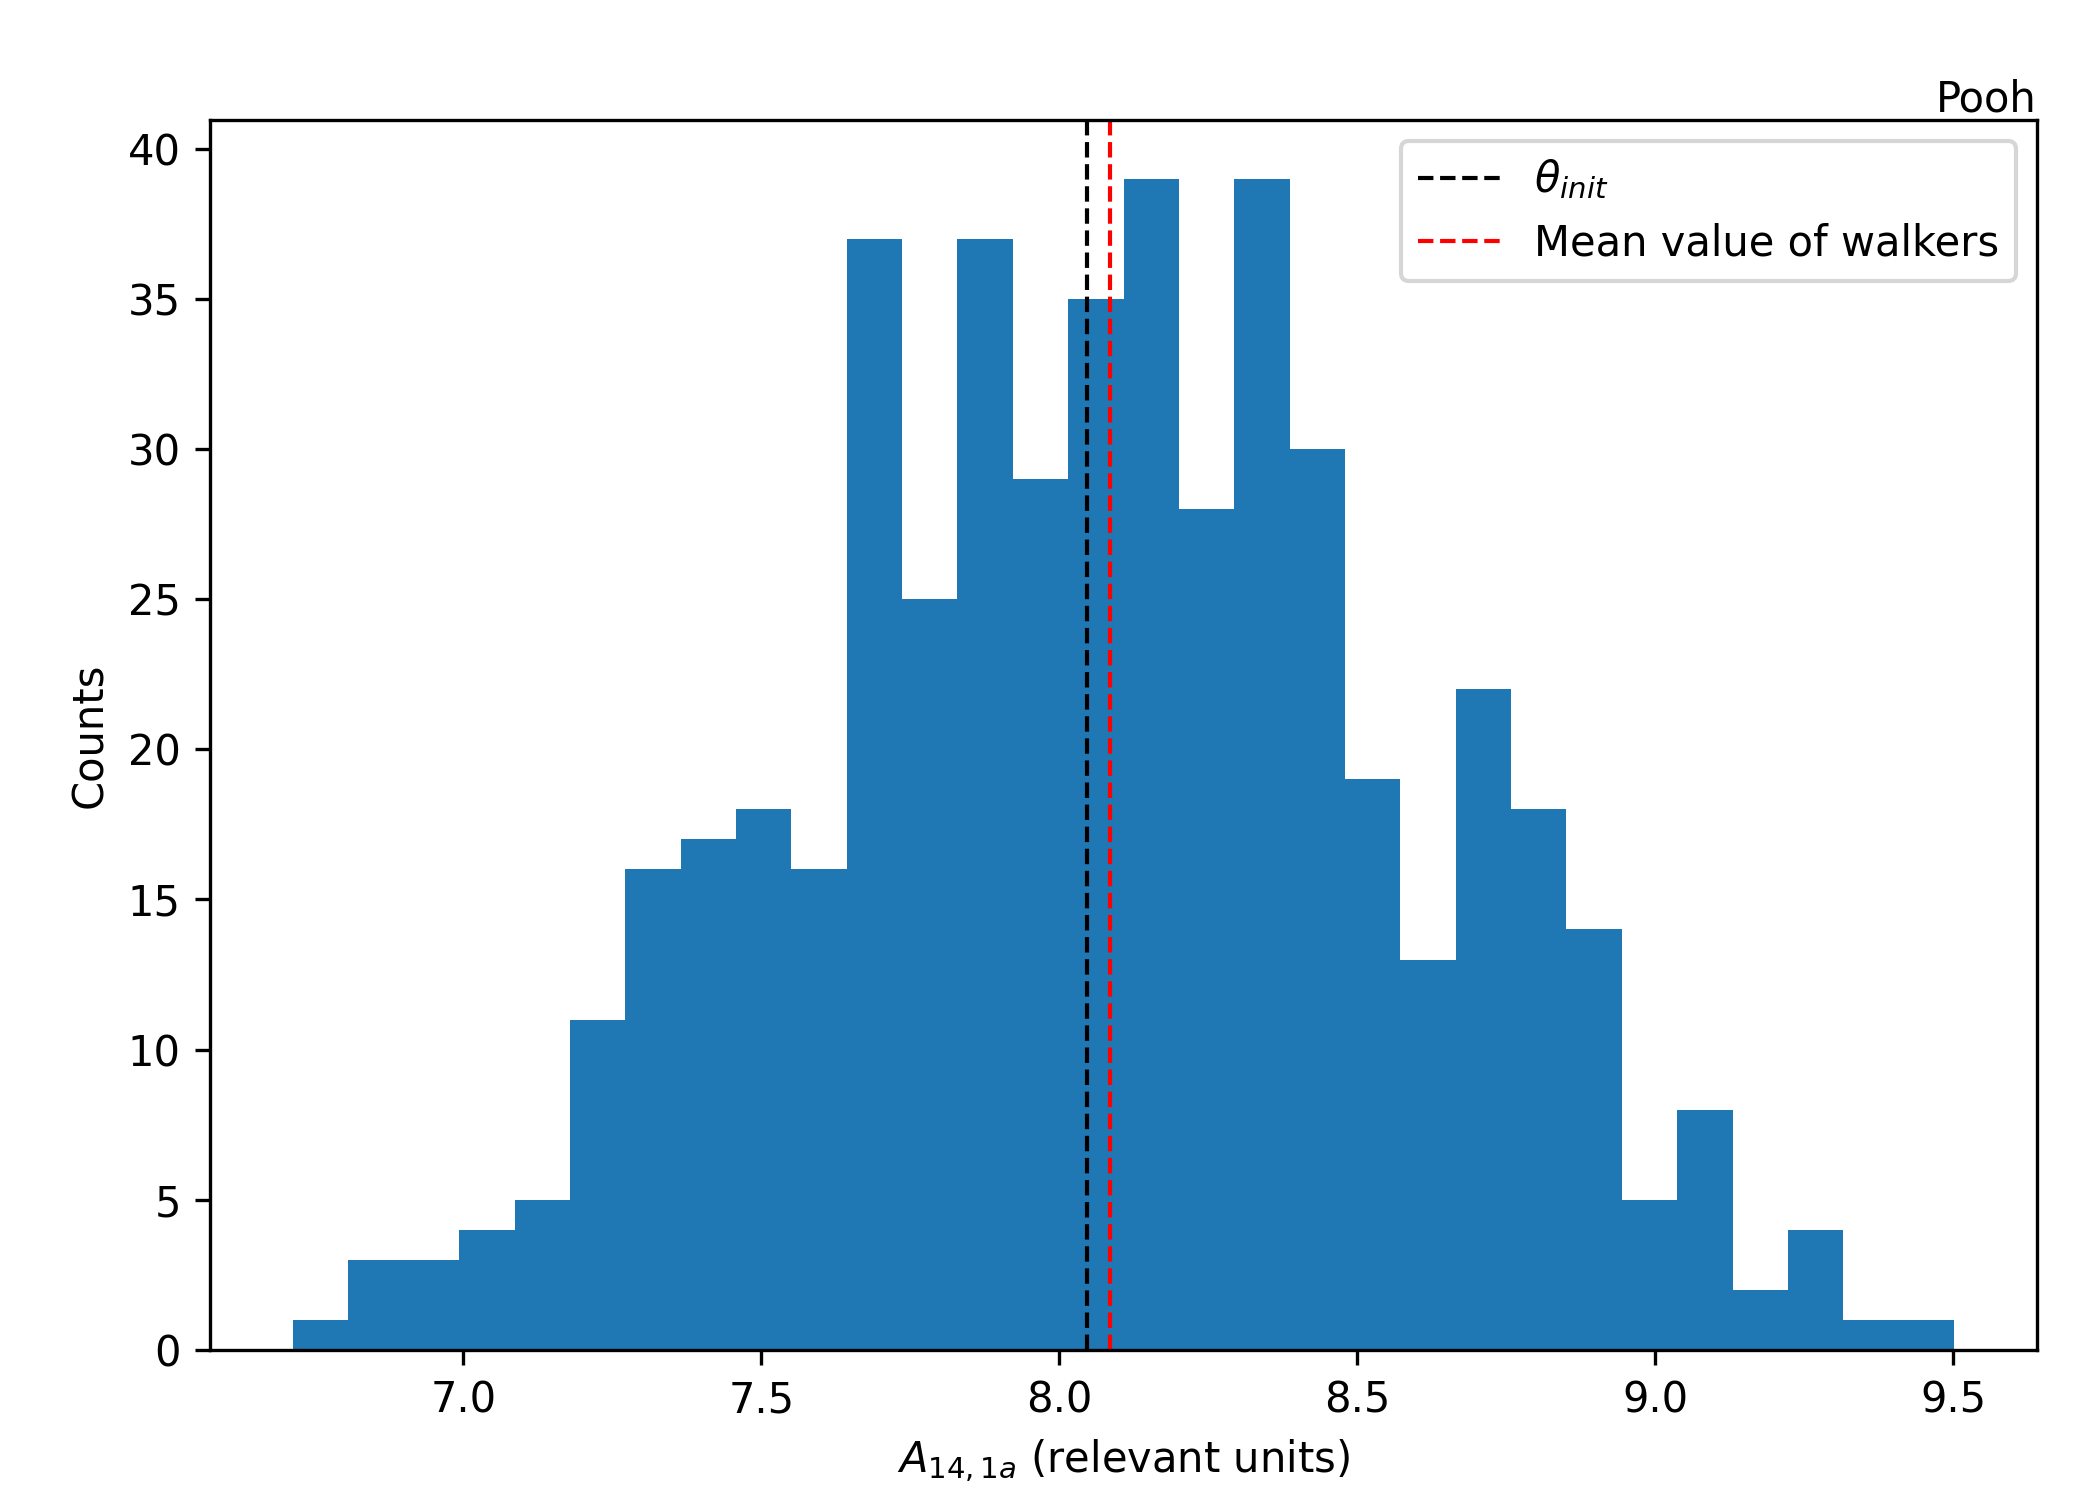 Pooh
40
35
30
25
20
15
10
5
0
Counts
θinit
Mean value of walkers
7.0 7.5 8.0 8.5 9.0 9.5
A14, 1a (relevant units)